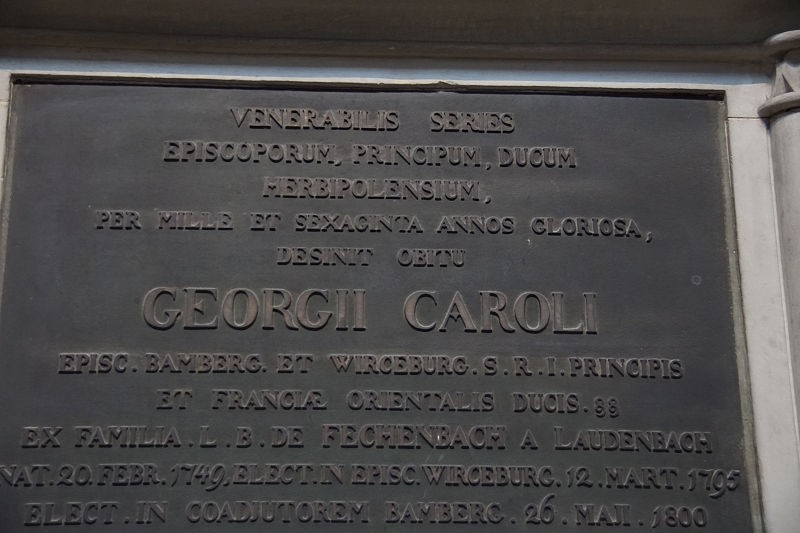 VENERABILIS SERIES
EPISCOPORUM, PRINCIPUM, DUCUM
HERBIPOLENSIUM,
PER MILLE ET SEXAGINTA ANNOS GLORIOSA,
DESINIT OBITU
GEORGII CAROLI
EPISC. BAMBERG. ET WIRCEBURG. S. R. I. PRINCIPIS
ET FRANCIÆ ORIENTALIS DUCIS. §§
EX FAMILIA. L. B. DE FECHENBACH A LAUDENBACH
NAT. 20. FEBR. 1749, ELECT. IN EPISC. WIRCEBURG. 12. MART. 1795
ELECT. IN COADJUTOREM BAMBERG. 26. MAJI. 1800